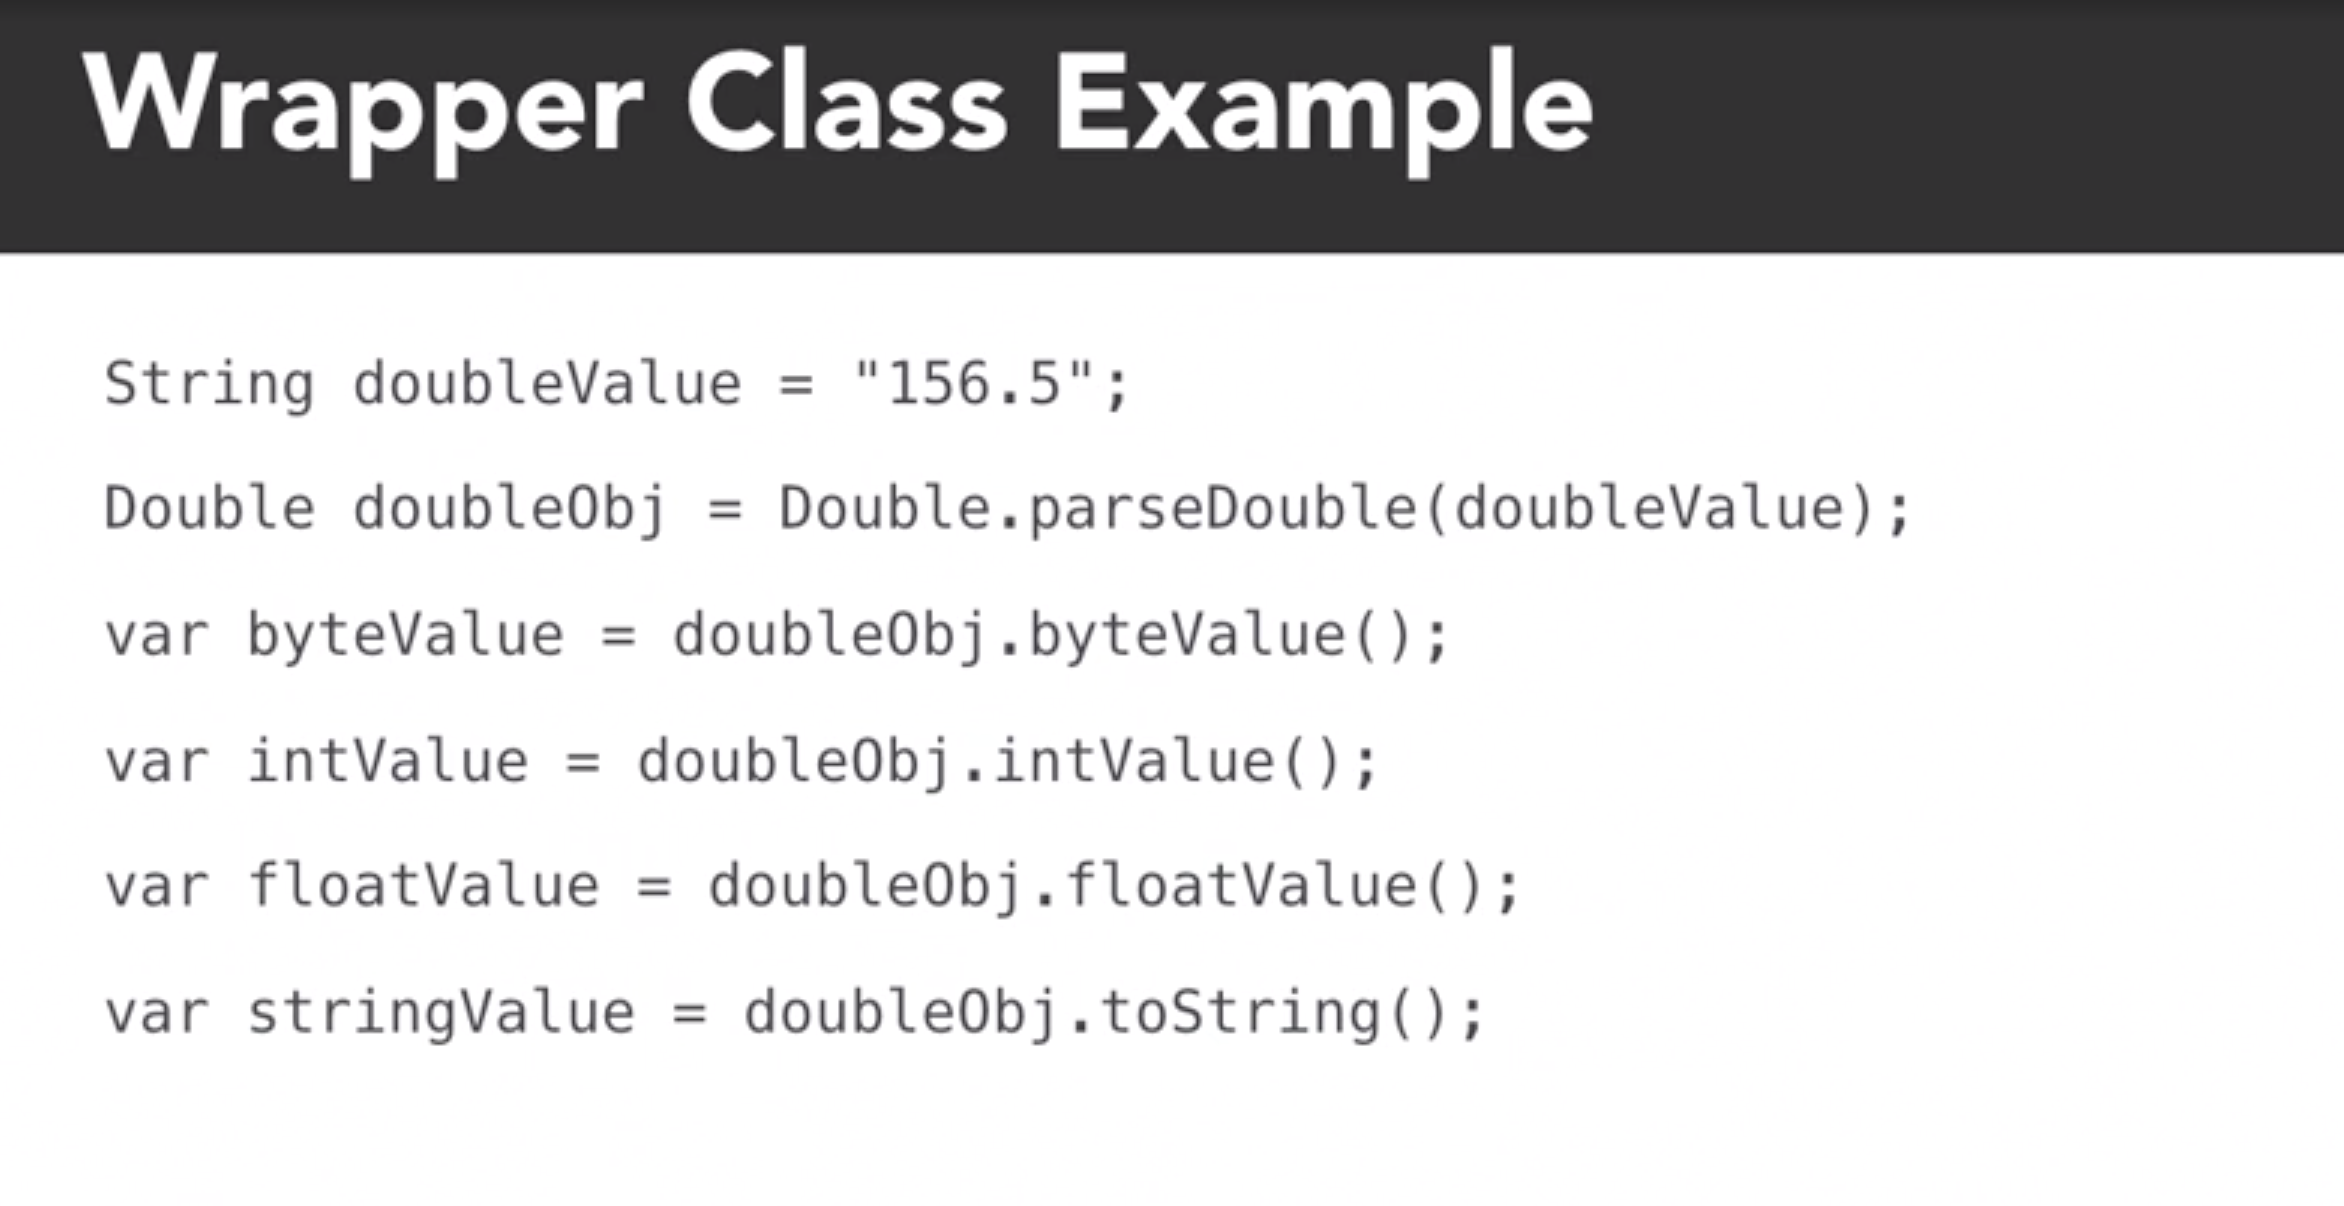 Wrapper Class Example
String doubleValue = "156.5";
Double doubleObj = Double.parseDouble(doubleValue);
var byteValue = doubleObj.byteValue();
var intValue = doubleObj.intValue();
var floatValue = doubleObj.floatValue();
var stringValue = doubleObj.toString();